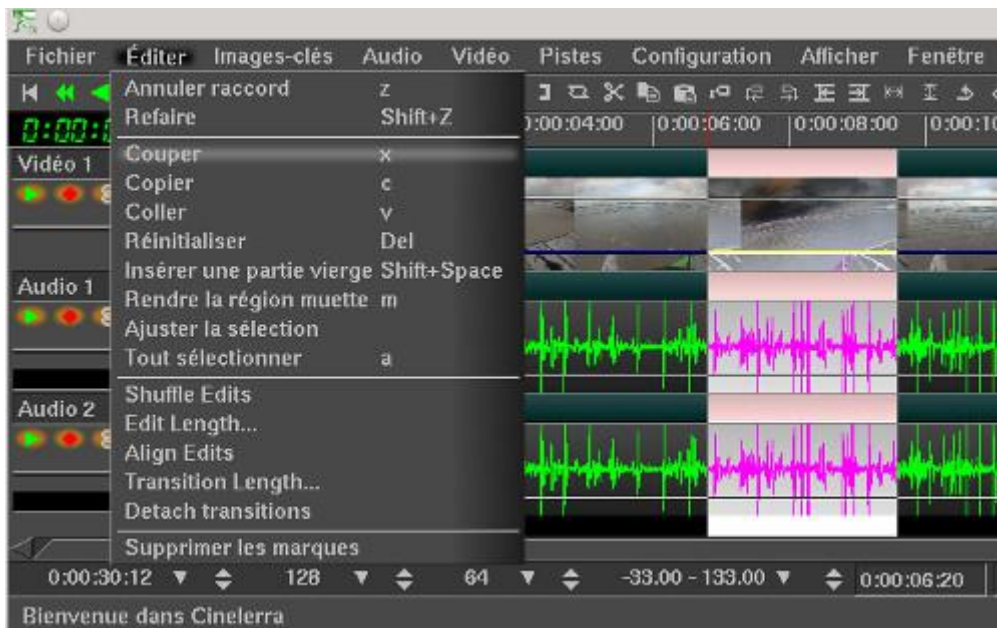 Fichier Éditer Images-clés Audio Vidéo Pistes Configuration Afficher Fenêtre
Annuler raccord z
Refaire Shift+Z
0:00:04:00 0:00:06:00 0:00:08:00
Couper x
Vidéo 1
Copier c
Coller v
Réinitialiser Del
Insérer une partie vierge Shift+Space
Audio 1
Rendre la région muette m
Ajuster la sélection
Tout sélectionner a
Shuffle Edits
Audio 2
Edit Length...
Align Edits
Transition Length...
Detach transitions
Supprimer les marques
0:00:30:12 128 64 -33.00 - 133.00 0:00:06:20
Bienvenue dans Cinelerra